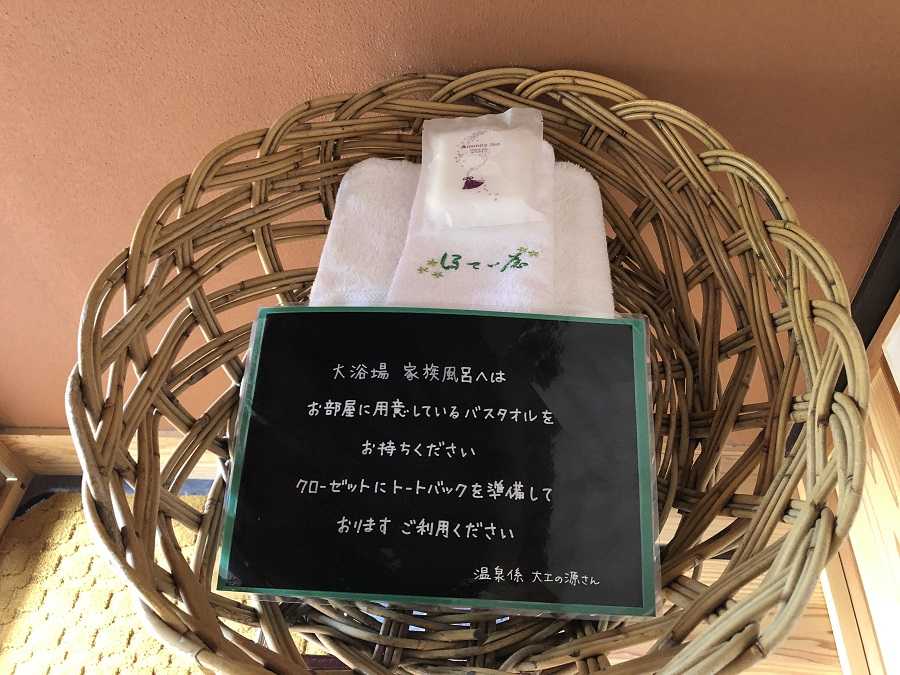 ほてい庵
大浴場 家族風呂へは
お部屋に用意しているバスタオルを
お持ちください
クローゼットにトートバックを準備して
おります ご利用ください
温泉係 大工の源さん